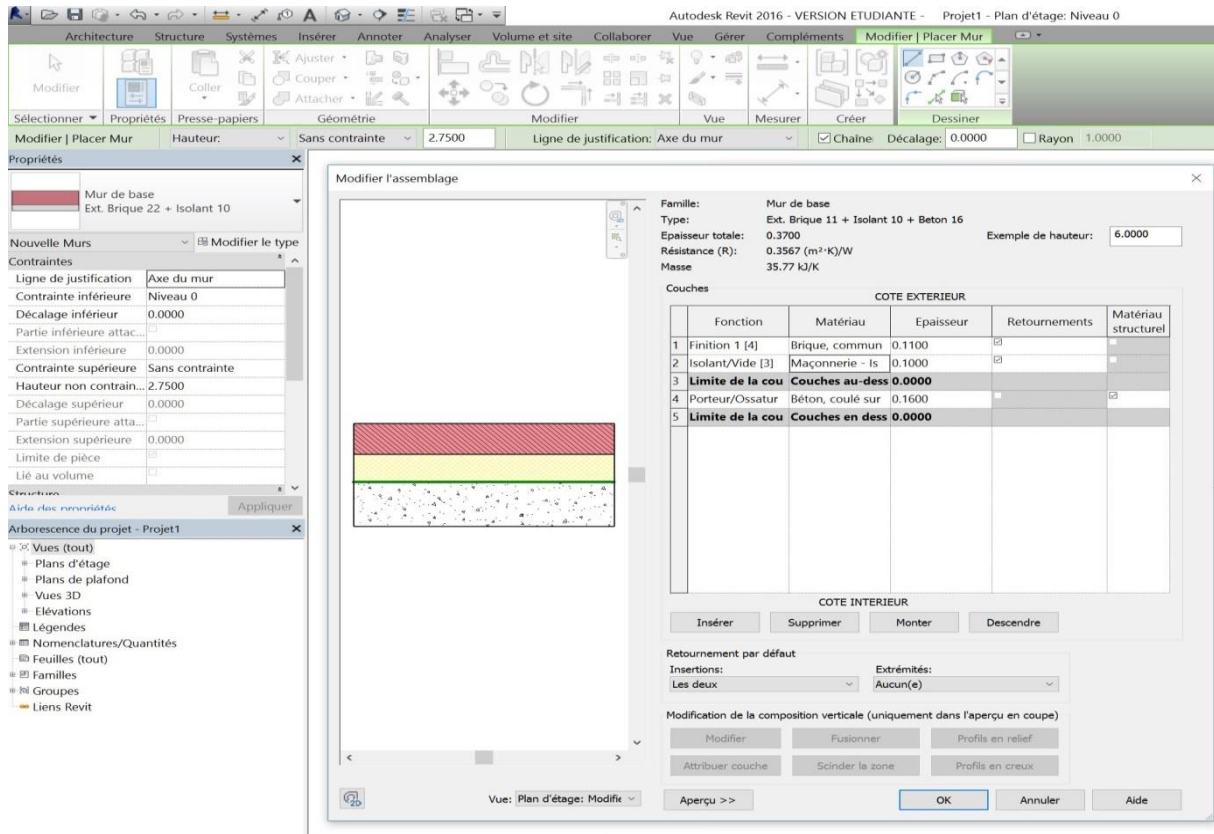 Autodesk Revit 2016 - VERSION ETUDIANTE - Projet1 - Plan d'étage: Niveau 0
Architecture Structure Systèmes Insérer Annoter Analyser Volume et site Collaborer Vue Gérer Compléments Modifier | Placer Mur
Modifier
Coller
Ajuster
Couper
Attacher
Sélectionner Propriétés Presse-papiers Géométrie Modifier Vue Mesurer Créer Dessiner
Modifier | Placer Mur Hauteur: Sans contrainte 2.7500 Ligne de justification: Axe du mur Chaîne Décalage: 0.0000 Rayon 1.0000
Propriétés
Mur de base
Ext. Brique 22 + Isolant 10
Nouvelle Murs Modifier le type
Contraintes
Ligne de justification Axe du mur
Contrainte inférieure Niveau 0
Décalage inférieur 0.0000
Partie inférieure attac...
Extension inférieure 0.0000
Contrainte supérieure Sans contrainte
Hauteur non contrain... 2.7500
Décalage supérieur 0.0000
Partie supérieure atta...
Extension supérieure 0.0000
Limite de pièce
Lié au volume
Structure
Aide des propriétés Appliquer
Arborescence du projet - Projet1
Vues (tout)
Plans d'étage
Plans de plafond
Vues 3D
Elévations
Légendes
Nomenclatures/Quantités
Feuilles (tout)
Familles
Groupes
Liens Revit
Modifier l'assemblage
Famille: Mur de base
Type: Ext. Brique 11 + Isolant 10 + Beton 16
Epaisseur totale: 0.3700 Exemple de hauteur: 6.0000
Résistance (R): 0.3567 (m²·K)/W
Masse 35.77 kJ/K
Couches
COTE EXTERIEUR
Fonction Matériau Epaisseur Retournements Matériau structurel
1 Finition 1 [4] Brique, commun 0.1100
2 Isolant/Vide [3] Maçonnerie - Is 0.1000
3 Limite de la cou Couches au-dess 0.0000
4 Porteur/Ossatur Béton, coulé sur 0.1600
5 Limite de la cou Couches en dess 0.0000
COTE INTERIEUR
Insérer Supprimer Monter Descendre
Retournement par défaut
Insertions: Extrémités:
Les deux Aucun(e)
Modification de la composition verticale (uniquement dans l'aperçu en coupe)
Modifier Fusionner Profils en relief
Attribuer couche Scinder la zone Profils en creux
2D Vue: Plan d'étage: Modifie Aperçu >> OK Annuler Aide